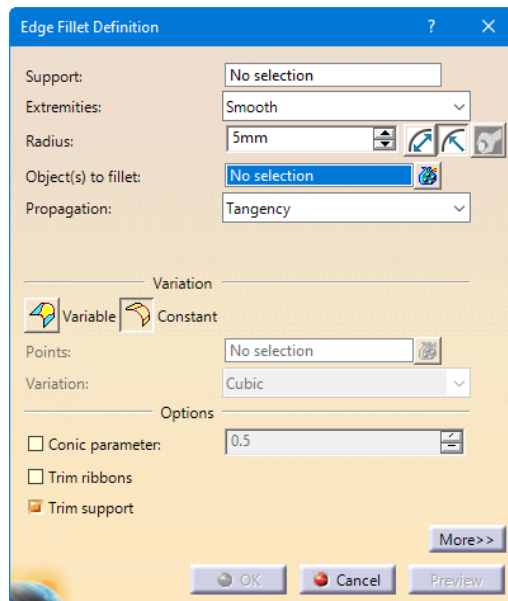 Edge Fillet Definition ? ×
Support: No selection
Extremities: Smooth
Radius: 5mm
Object(s) to fillet: No selection
Propagation: Tangency
Variation
Variable Constant
Points: No selection
Variation: Cubic
Options
Conic parameter: 0.5
Trim ribbons
Trim support
More>>
OK Cancel Preview